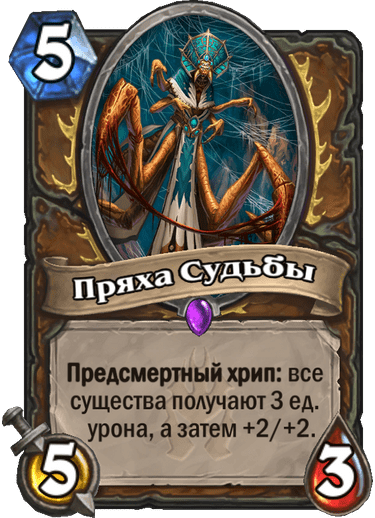 5
Пряха Судьбы
Предсмертный хрип: все
существа получают 3 ед.
урона, а затем +2/+2.
5
3